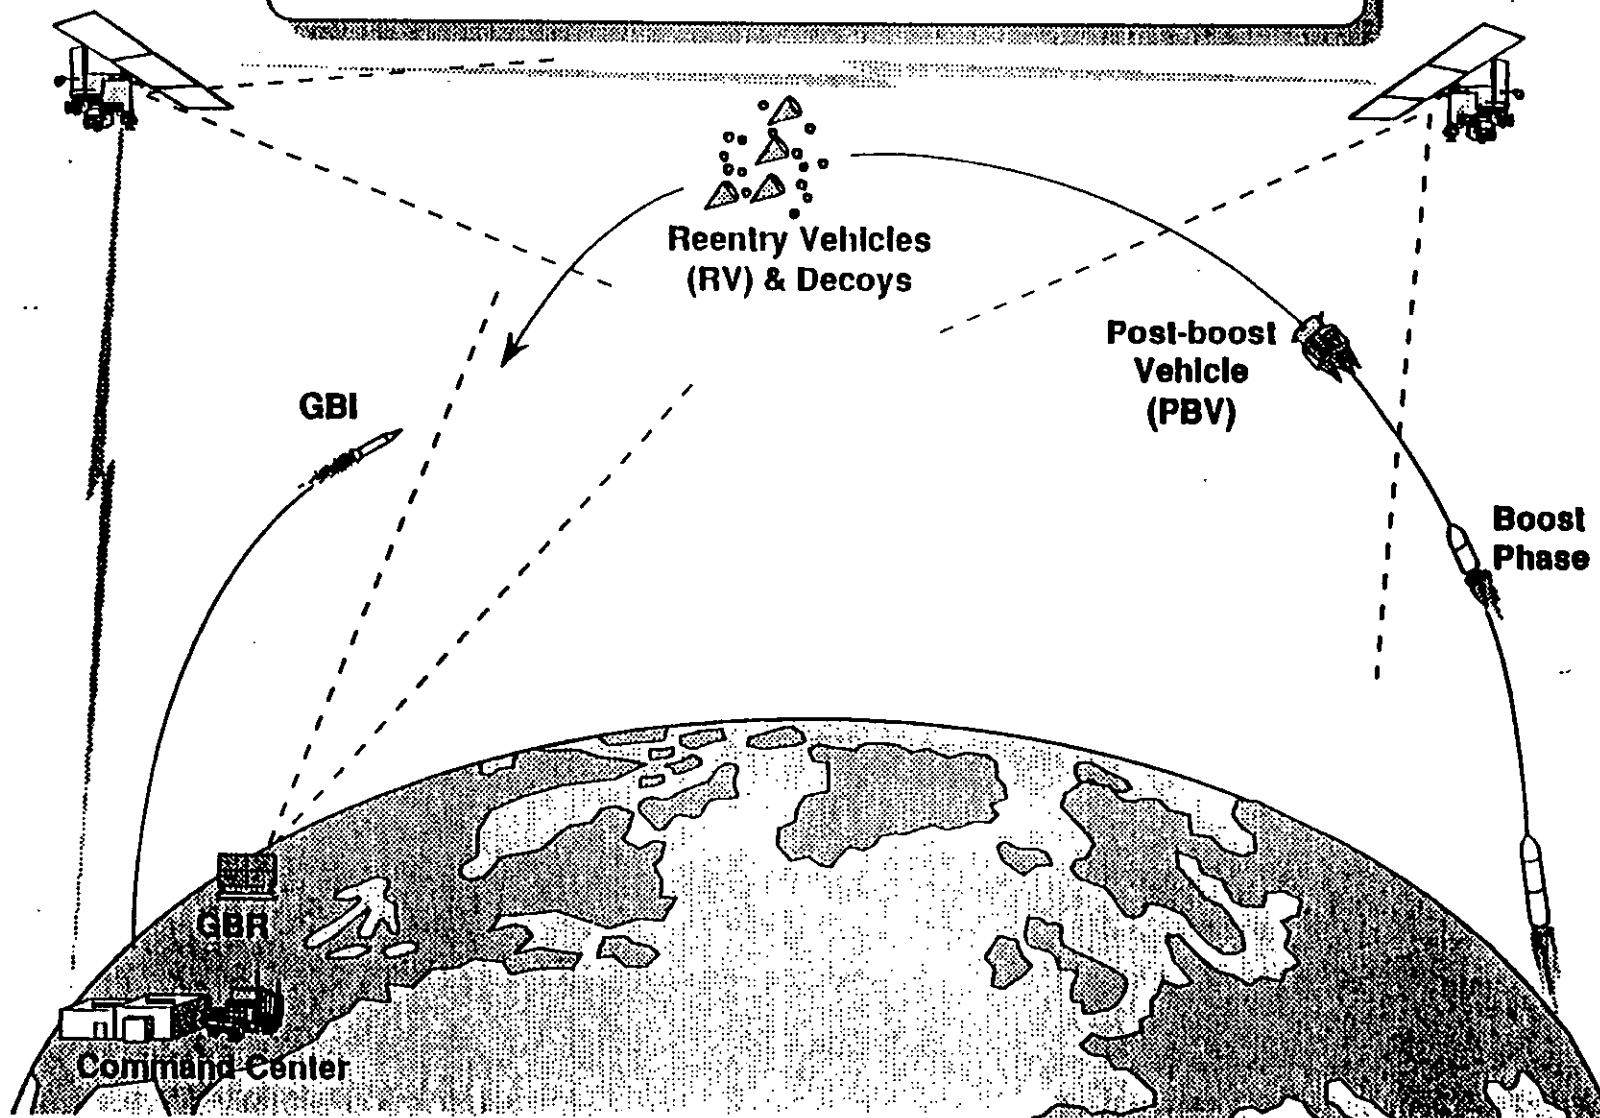 Reentry Vehicles
(RV) & Decoys
Post-boost
Vehicle
(PBV)
GBI
Boost
Phase
GBR
Command Center